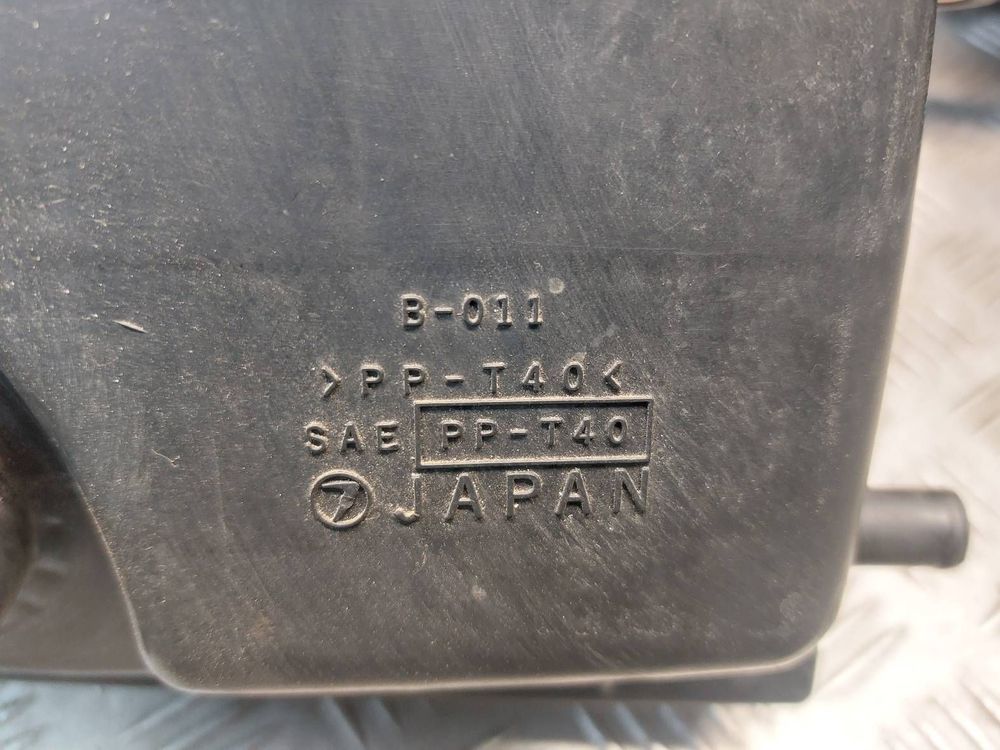 B-011
>PP-T40<
SAE PP-T40
JAPAN